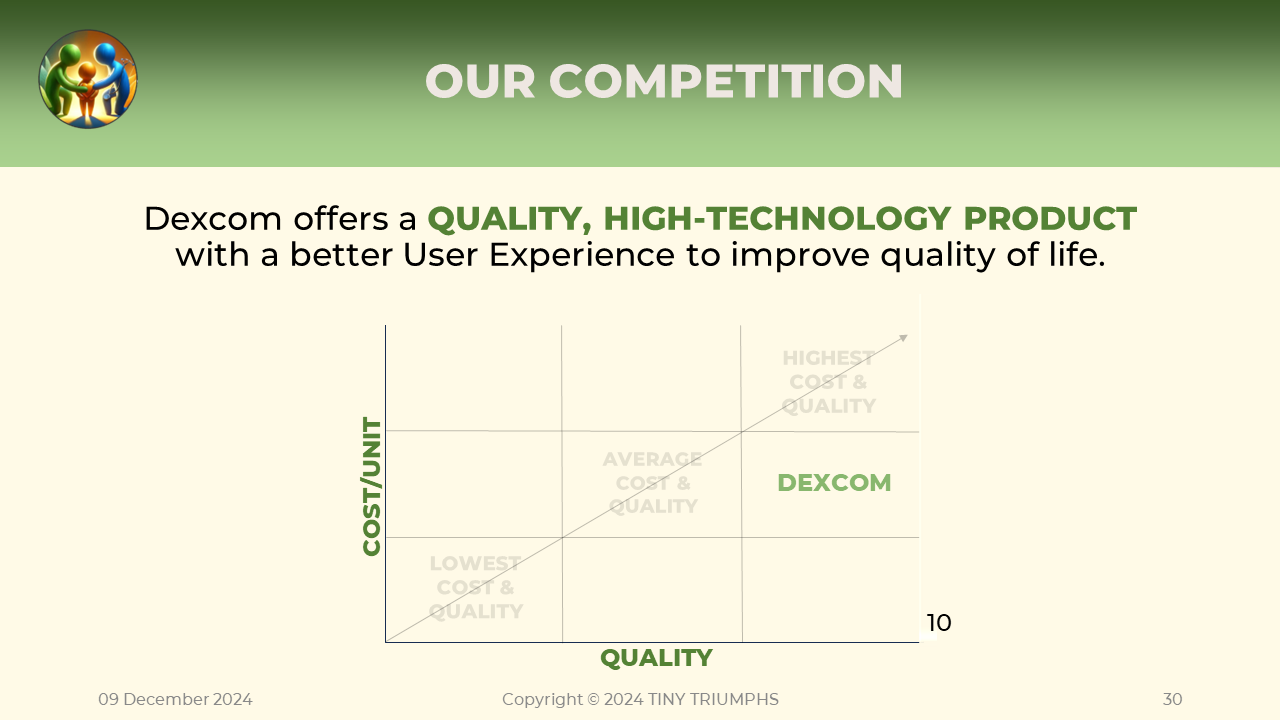 OUR COMPETITION
Dexcom offers a QUALITY, HIGH-TECHNOLOGY PRODUCT
with a better User Experience to improve quality of life.
COST/UNIT
HIGHEST
COST &
QUALITY
AVERAGE
COST &
QUALITY
DEXCOM
LOWEST
COST &
QUALITY
10
QUALITY
09 December 2024
Copyright © 2024 TINY TRIUMPHS
30